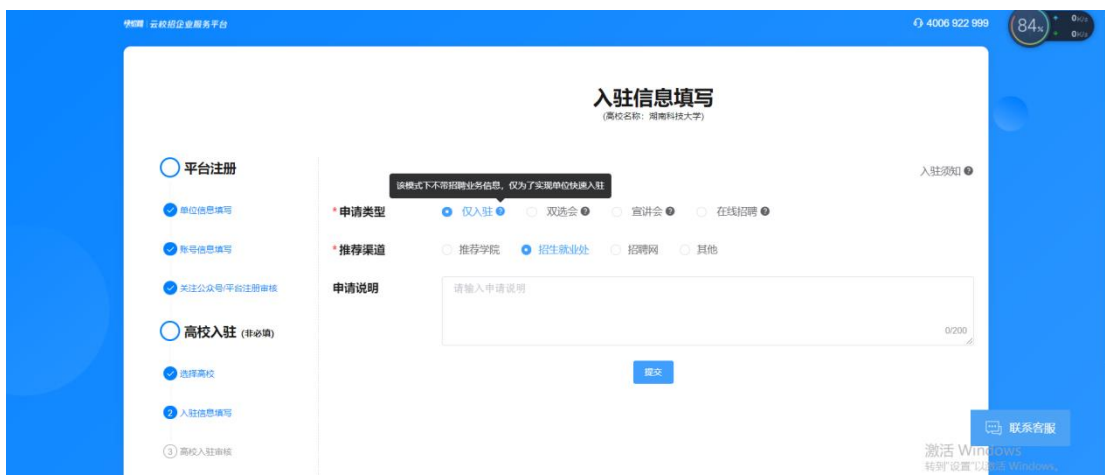 云校招企业服务平台
4006 922 999
84%
0K/s
0K/s
入驻信息填写
(高校名称：湖南科技大学)
平台注册
入驻须知
该模式下不带招聘业务信息，仅为了实现单位快速入驻
单位信息填写
*申请类型 仅入驻 双选会 宣讲会 在线招聘
账号信息填写
*推荐渠道 推荐学院 招生就业处 招聘网 其他
关注公众号/平台注册审核
申请说明 请输入申请说明
高校入驻 (非必填)
0/200
选择高校
提交
2 入驻信息填写
联系客服
3 高校入驻审核
激活 Windows
转到"设置"以激活 Windows。